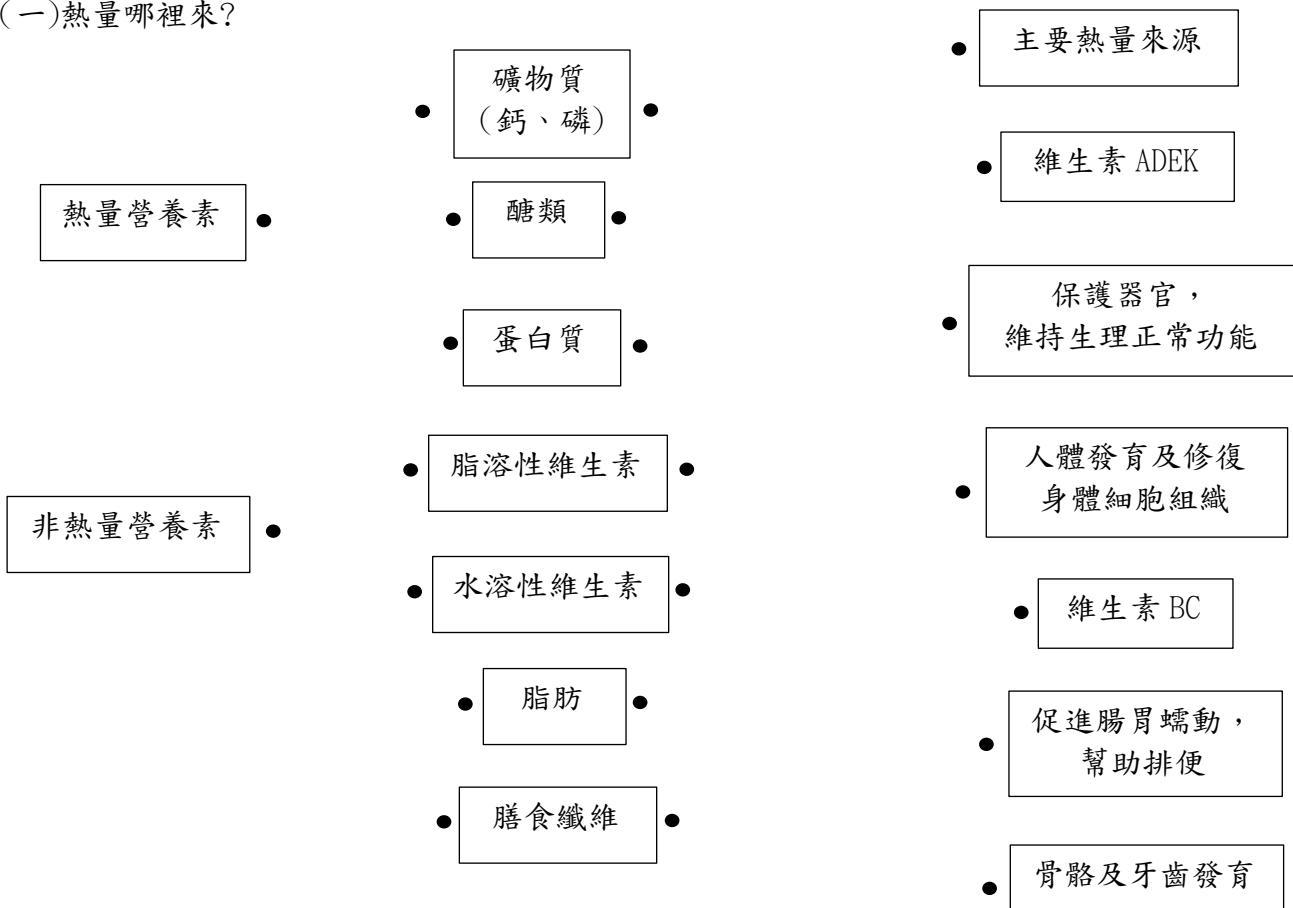 (一)熱量哪裡來?
熱量營養素
非熱量營養素
礦物質
(鈣、磷)
醣類
蛋白質
脂溶性維生素
水溶性維生素
脂肪
膳食纖維
主要熱量來源
維生素 ADEK
保護器官，
維持生理正常功能
人體發育及修復
身體細胞組織
維生素 BC
促進腸胃蠕動，
幫助排便
骨骼及牙齒發育